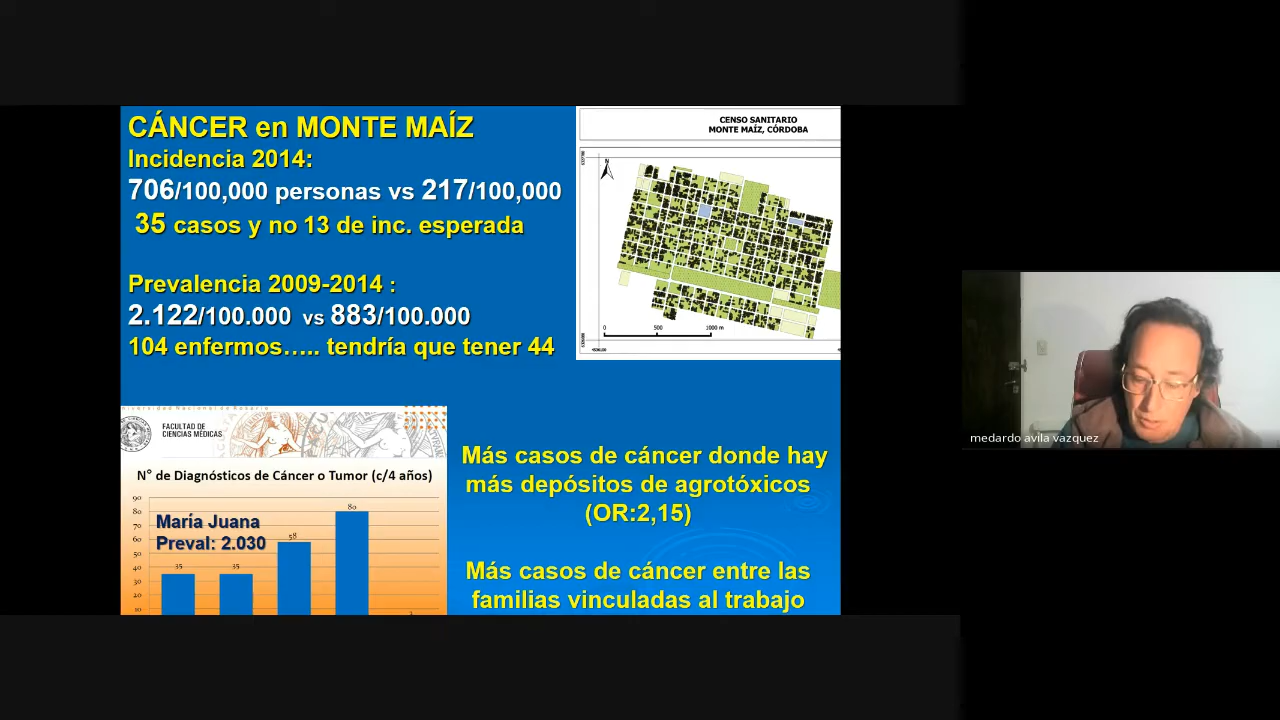 CÁNCER en MONTE MAÍZ
Incidencia 2014:
706/100,000 personas vs 217/100,000
35 casos y no 13 de inc. esperada
Prevalencia 2009-2014 :
2.122/100.000 vs 883/100.000
104 enfermos….. tendría que tener 44
CENSO SANITARIO
MONTE MAÍZ, CÓRDOBA
N
0 500 1000 m
Universidad Nacional de Rosario
FACULTAD DE
CIENCIAS MÉDICAS
N° de Diagnósticos de Cáncer o Tumor (c/4 años)
90
80
70
60
50
40
30
20
10
María Juana
Preval: 2.030
35
35
58
80
Más casos de cáncer donde hay
más depósitos de agrotóxicos
(OR:2,15)
Más casos de cáncer entre las
familias vinculadas al trabajo
medardo avila vazquez